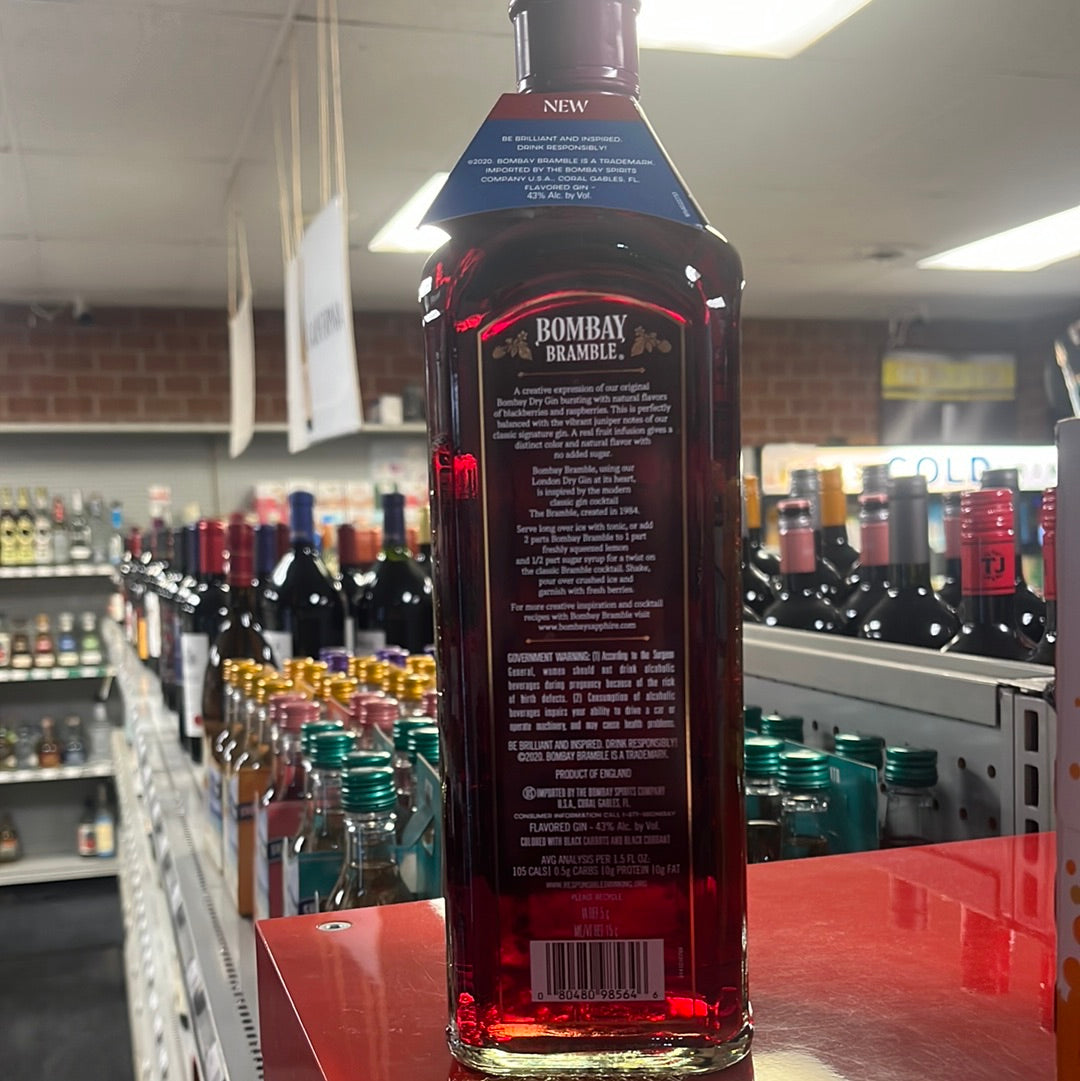 NEW
BE BRILLIANT AND INSPIRED.
DRINK RESPONSIBLY!
©2020. BOMBAY BRAMBLE IS A TRADEMARK.
IMPORTED BY THE BOMBAY SPIRITS
COMPANY U.S.A., CORAL GABLES, FL.
FLAVORED GIN -
43% Alc. by Vol.
BOMBAY
BRAMBLE®
A creative expression of our original
Bombay Dry Gin bursting with natural flavors
of blackberries and raspberries. This is perfectly
balanced with the vibrant juniper notes of our
classic signature gin. A real fruit infusion gives a
distinct color and natural flavor with
no added sugar.
Bombay Bramble, using our
London Dry Gin at its heart,
is inspired by the modern
classic gin cocktail
The Bramble, created in 1984.
Serve long over ice with tonic, or add
2 parts Bombay Bramble to 1 part
freshly squeezed lemon
and 1/2 part sugar syrup for a twist on
the classic Bramble cocktail. Shake,
pour over crushed ice and
garnish with fresh berries.
For more creative inspiration and cocktail
recipes with Bombay Bramble visit
www.bombaysapphire.com
GOVERNMENT WARNING: (1) According to the Surgeon
General, women should not drink alcoholic
beverages during pregnancy because of the risk
of birth defects. (2) Consumption of alcoholic
beverages impairs your ability to drive a car or
operate machinery, and may cause health problems.
BE BRILLIANT AND INSPIRED. DRINK RESPONSIBLY!
©2020. BOMBAY BRAMBLE IS A TRADEMARK.
PRODUCT OF ENGLAND
IMPORTED BY THE BOMBAY SPIRITS COMPANY
U.S.A., CORAL GABLES, FL.
CONSUMER INFORMATION CALL 1-877-9BOMBAY
FLAVORED GIN - 43% Alc. by Vol.
COLORED WITH BLACK CARROTS AND BLACK CURRANT
AVG ANALYSIS PER 1.5 FL OZ:
105 CALS| 0.5g CARBS |0g PROTEIN |0g FAT
WWW.RESPONSIBLEDRINKING.ORG
PLEASE RECYCLE
IA REF 5¢
ME/VT REF 15¢
0 80480 98564 6
COLD
TJ